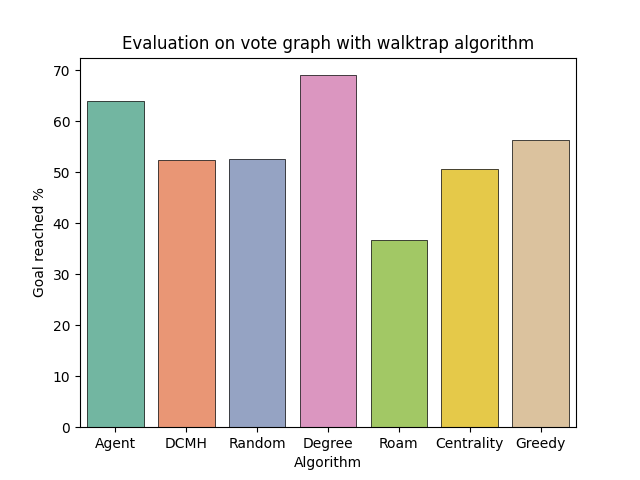 Evaluation on vote graph with walktrap algorithm
70
60
50
40
30
20
10
0
Goal reached %
Agent DCMH Random Degree Roam Centrality Greedy
Algorithm